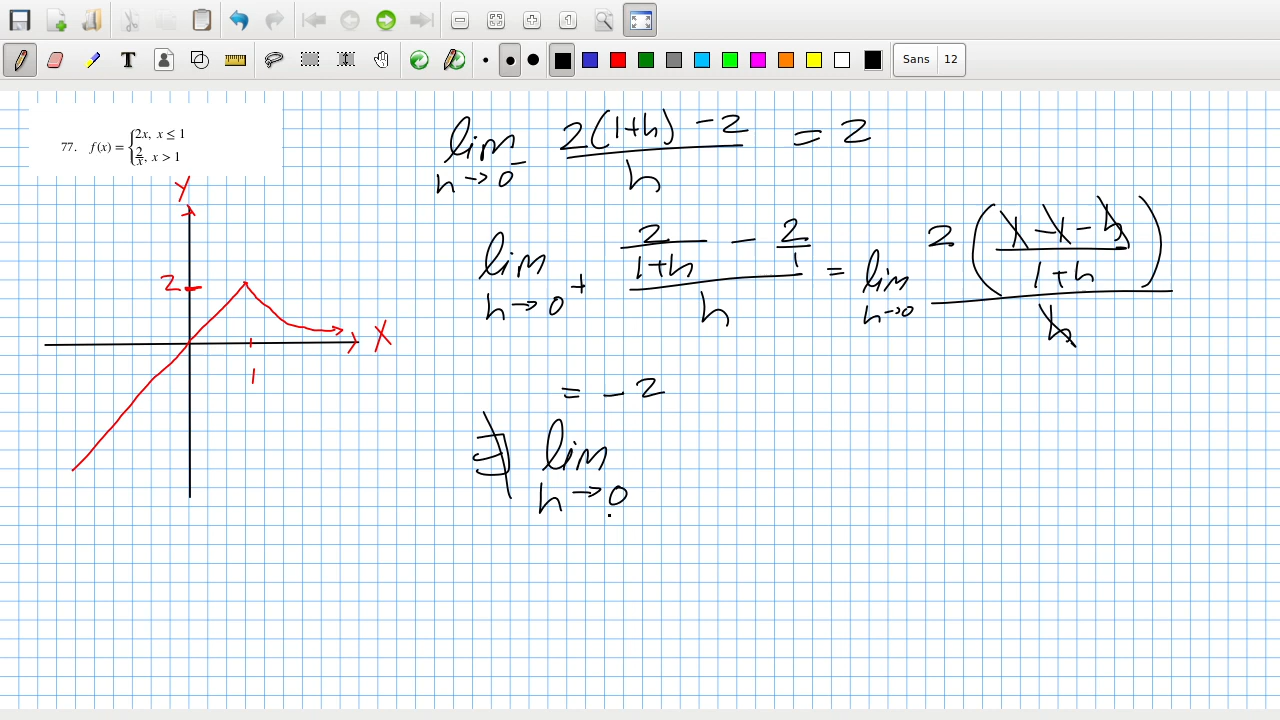 Sans 12
77. f(x) = { 2x, x ≤ 1
2/x, x > 1
Y
2
X
1
lim h→0⁻ (2(1+h) − 2)/h = 2
lim h→0⁺ (2/(1+h) − 2/1)/h = lim h→0 2((1 − 1 − h)/(1+h))/h
= −2
∄ lim h→0